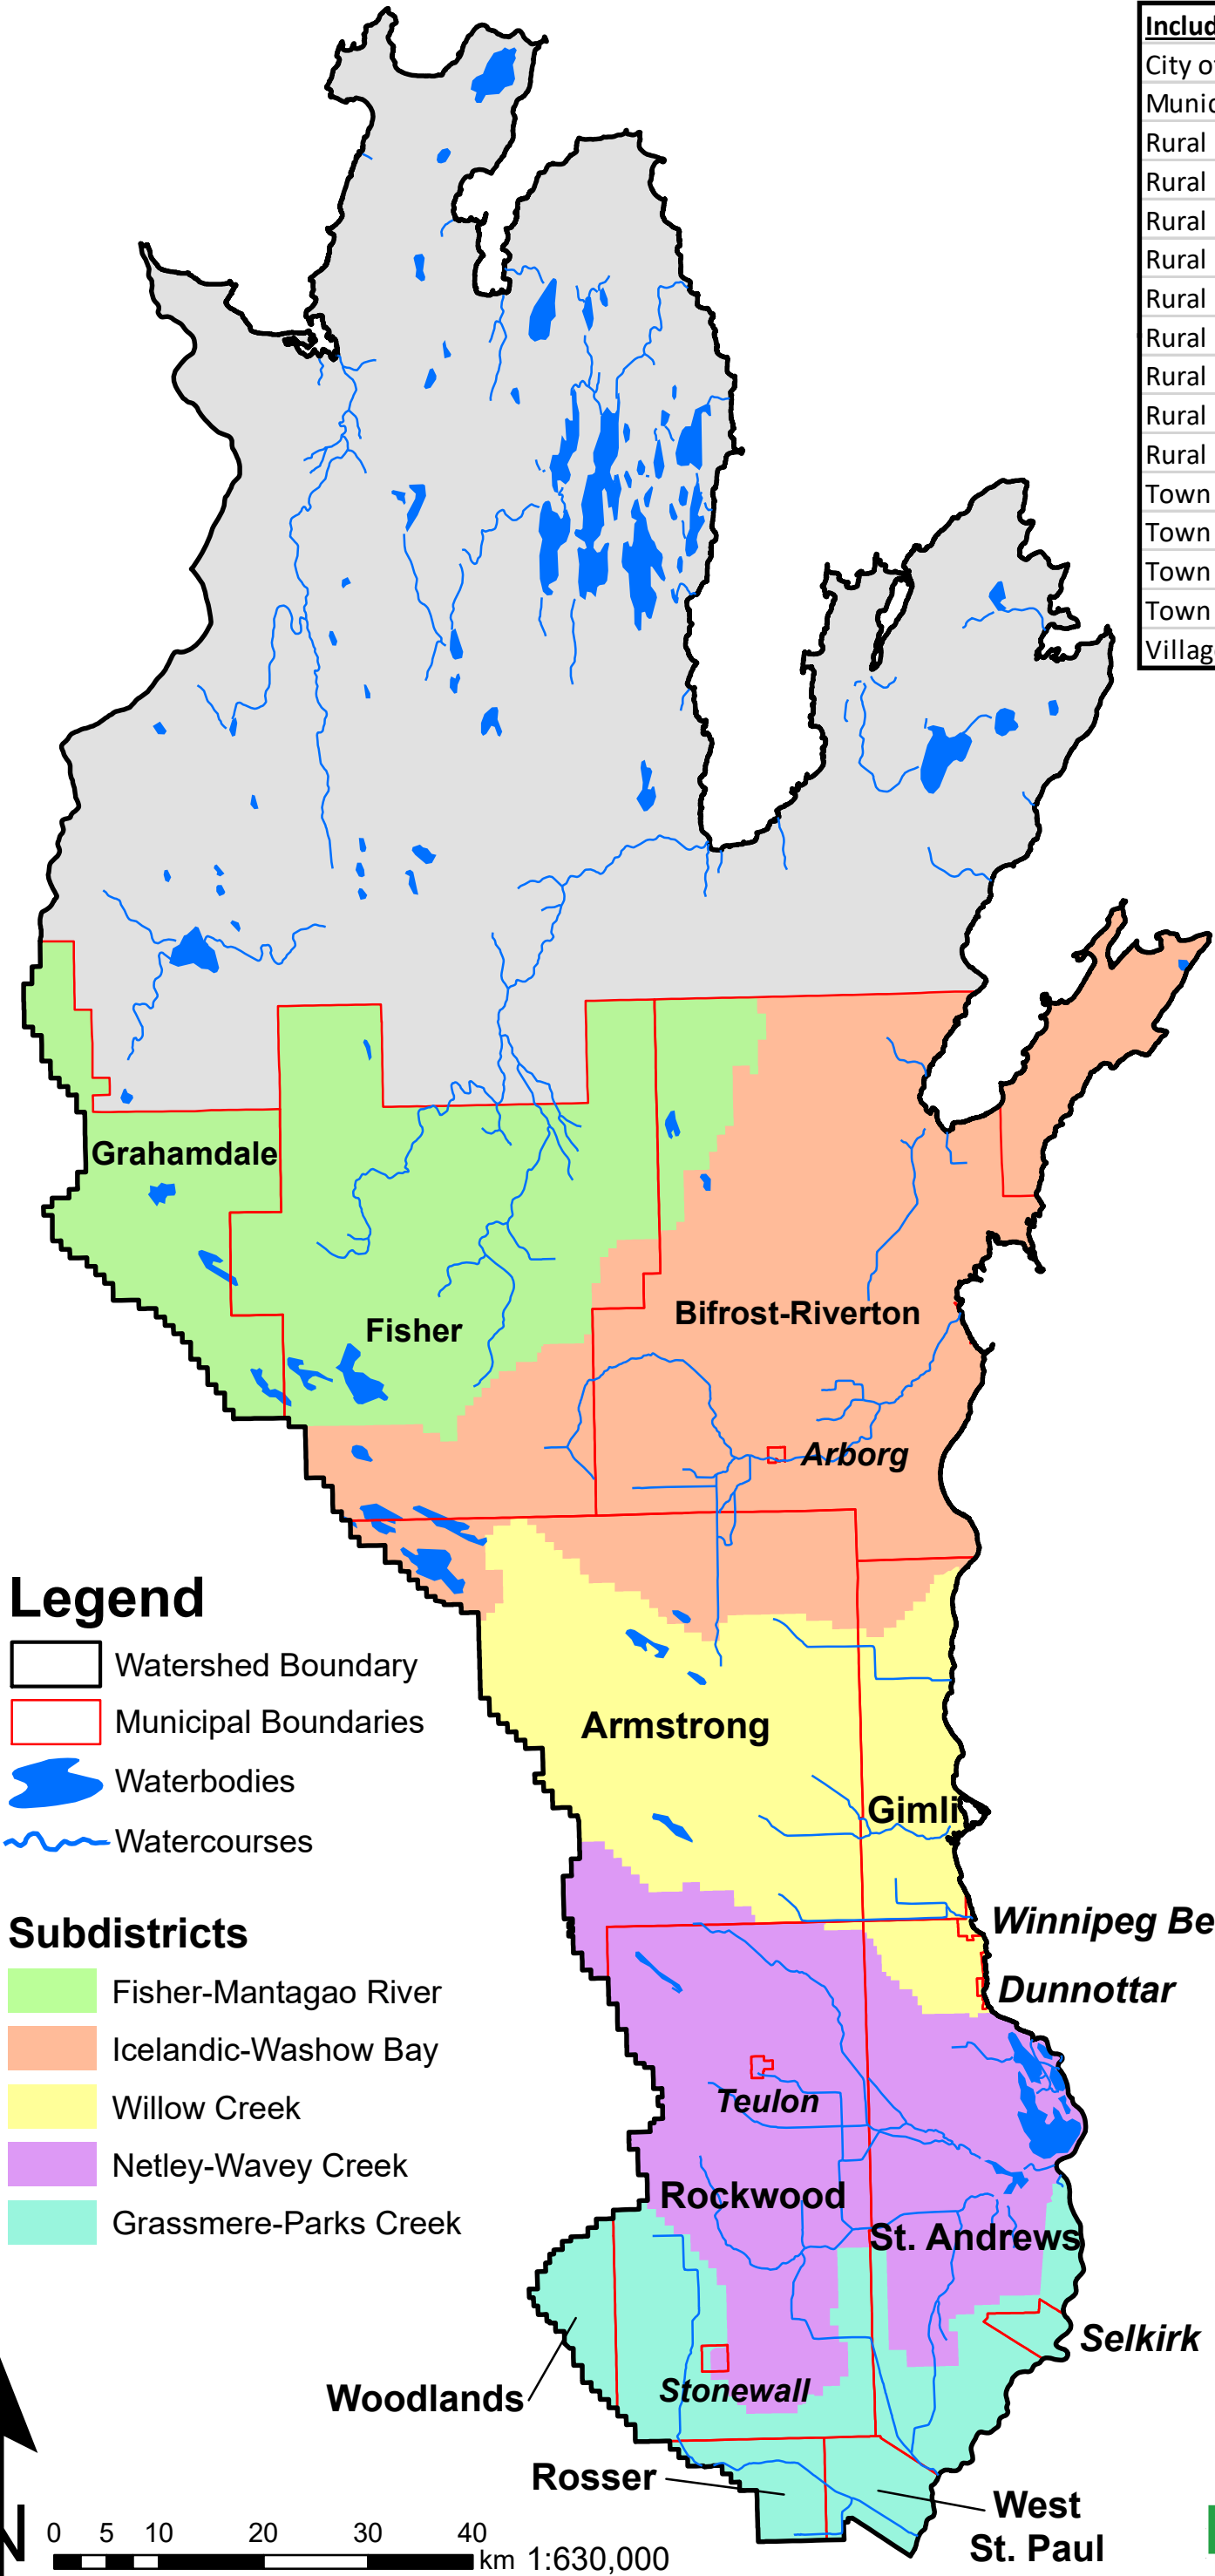 Includ
City of
Munic
Rural
Rural
Rural
Rural
Rural
Rural
Rural
Rural
Rural
Town
Town
Town
Town
Villag
Grahamdale
Fisher
Bifrost-Riverton
Arborg
Legend
Watershed Boundary
Municipal Boundaries
Waterbodies
Watercourses
Armstrong
Gimli
Subdistricts
Fisher-Mantagao River
Icelandic-Washow Bay
Willow Creek
Netley-Wavey Creek
Grassmere-Parks Creek
Winnipeg Be
Dunnottar
Teulon
Rockwood
St. Andrews
Selkirk
Stonewall
Woodlands
Rosser
West
St. Paul
N
0 5 10 20 30 40
km 1:630,000